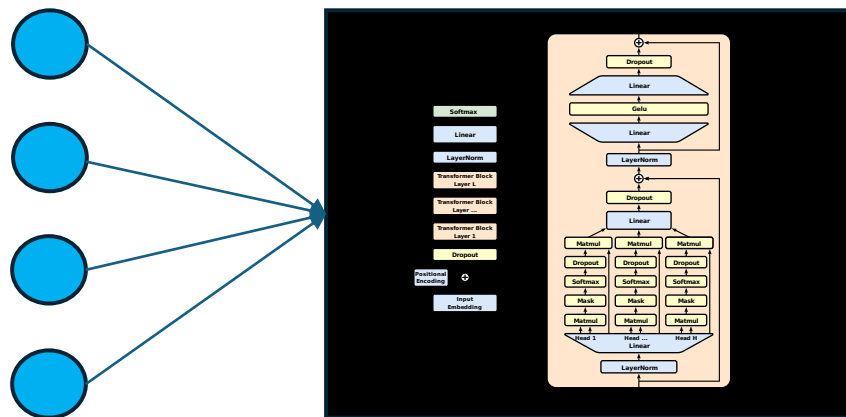 Softmax
Linear
LayerNorm
Transformer Block
Layer L
Transformer Block
Layer ...
Transformer Block
Layer 1
Dropout
Positional
Encoding
Input
Embedding
Dropout
Linear
Gelu
Linear
LayerNorm
Dropout
Linear
Matmul Matmul Matmul
Dropout Dropout Dropout
Softmax Softmax Softmax
Mask Mask Mask
Matmul Matmul Matmul
Head 1 Head ... Head H
Linear
LayerNorm